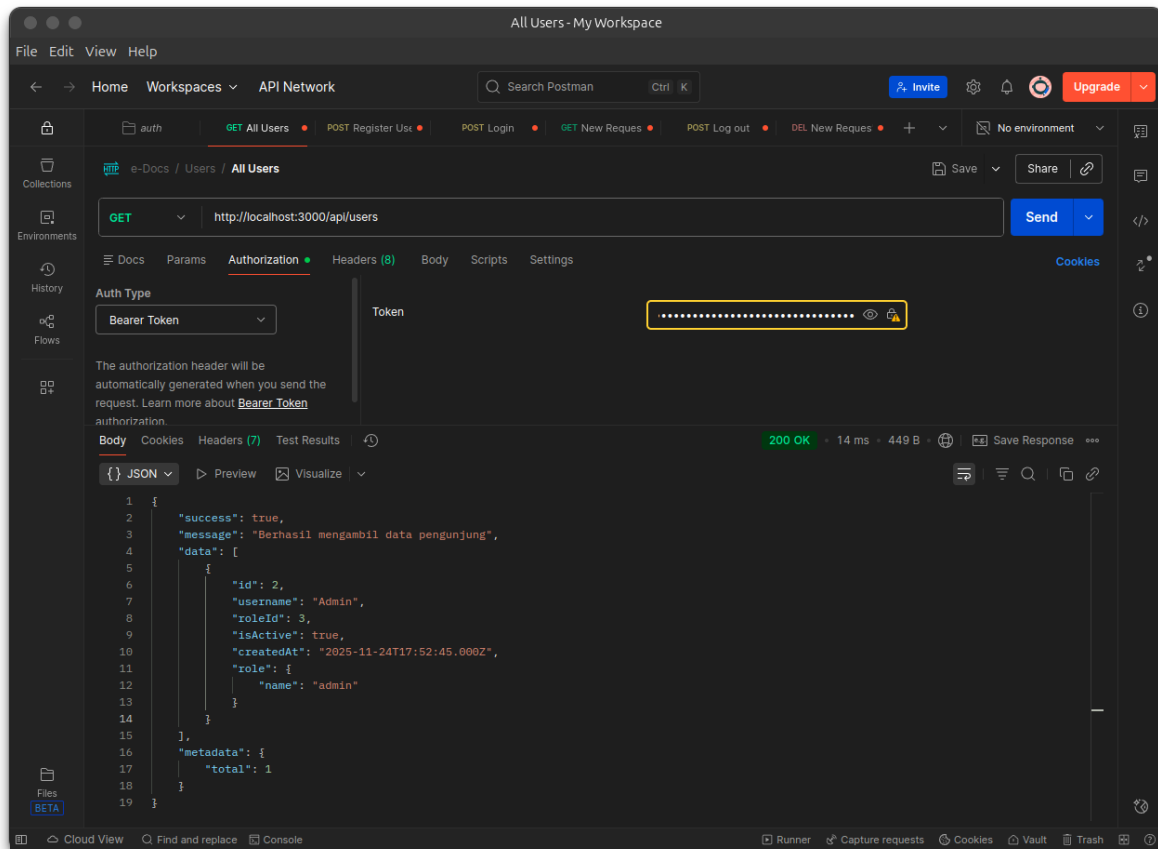 All Users - My Workspace
File Edit View Help
Home Workspaces API Network Search Postman Ctrl K Invite Upgrade
auth GET All Users POST Register Use POST Login GET New Reques POST Log out DEL New Reques No environment
Collections
Environments
History
Flows
Files
BETA
HTTP e-Docs / Users / All Users Save Share
GET http://localhost:3000/api/users Send
Docs Params Authorization Headers (8) Body Scripts Settings Cookies
Auth Type
Bearer Token
Token
The authorization header will be
automatically generated when you send the
request. Learn more about Bearer Token
authorization.
Body Cookies Headers (7) Test Results 200 OK • 14 ms • 449 B • e.g. Save Response
{} JSON Preview Visualize
1 {
2 "success": true,
3 "message": "Berhasil mengambil data pengunjung",
4 "data": [
5 {
6 "id": 2,
7 "username": "Admin",
8 "roleId": 3,
9 "isActive": true,
10 "createdAt": "2025-11-24T17:52:45.000Z",
11 "role": {
12 "name": "admin"
13 }
14 }
15 ],
16 "metadata": {
17 "total": 1
18 }
19 }
Cloud View Find and replace Console Runner Capture requests Cookies Vault Trash